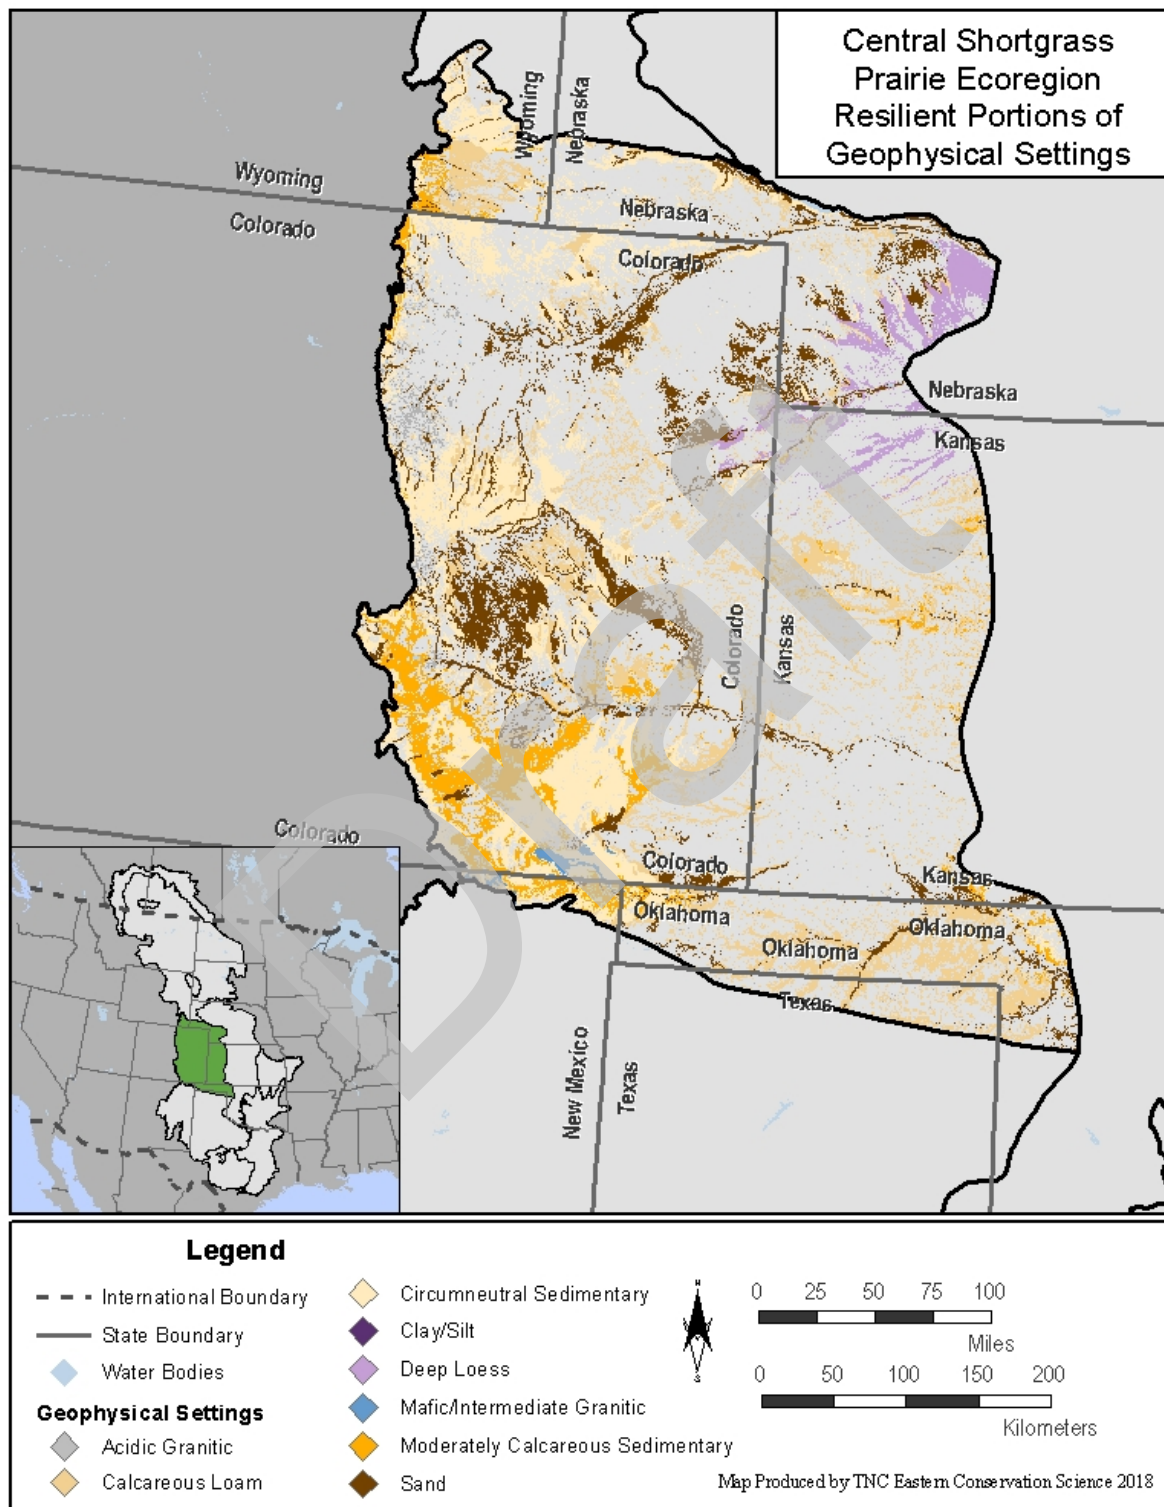 Central Shortgrass
Prairie Ecoregion
Resilient Portions of
Geophysical Settings
Wyoming
Nebraska
Wyoming
Colorado
Nebraska
Colorado
Nebraska
Kansas
Colorado
Kansas
Colorado
Colorado
Kansas
Oklahoma
Oklahoma
Oklahoma
Texas
New Mexico
Texas
Draft
Legend
International Boundary
State Boundary
Water Bodies
Geophysical Settings
Acidic Granitic
Calcareous Loam
Circumneutral Sedimentary
Clay/Silt
Deep Loess
Mafic/Intermediate Granitic
Moderately Calcareous Sedimentary
Sand
N
S
0 25 50 75 100
Miles
0 50 100 150 200
Kilometers
Map Produced by TNC Eastern Conservation Science 2018